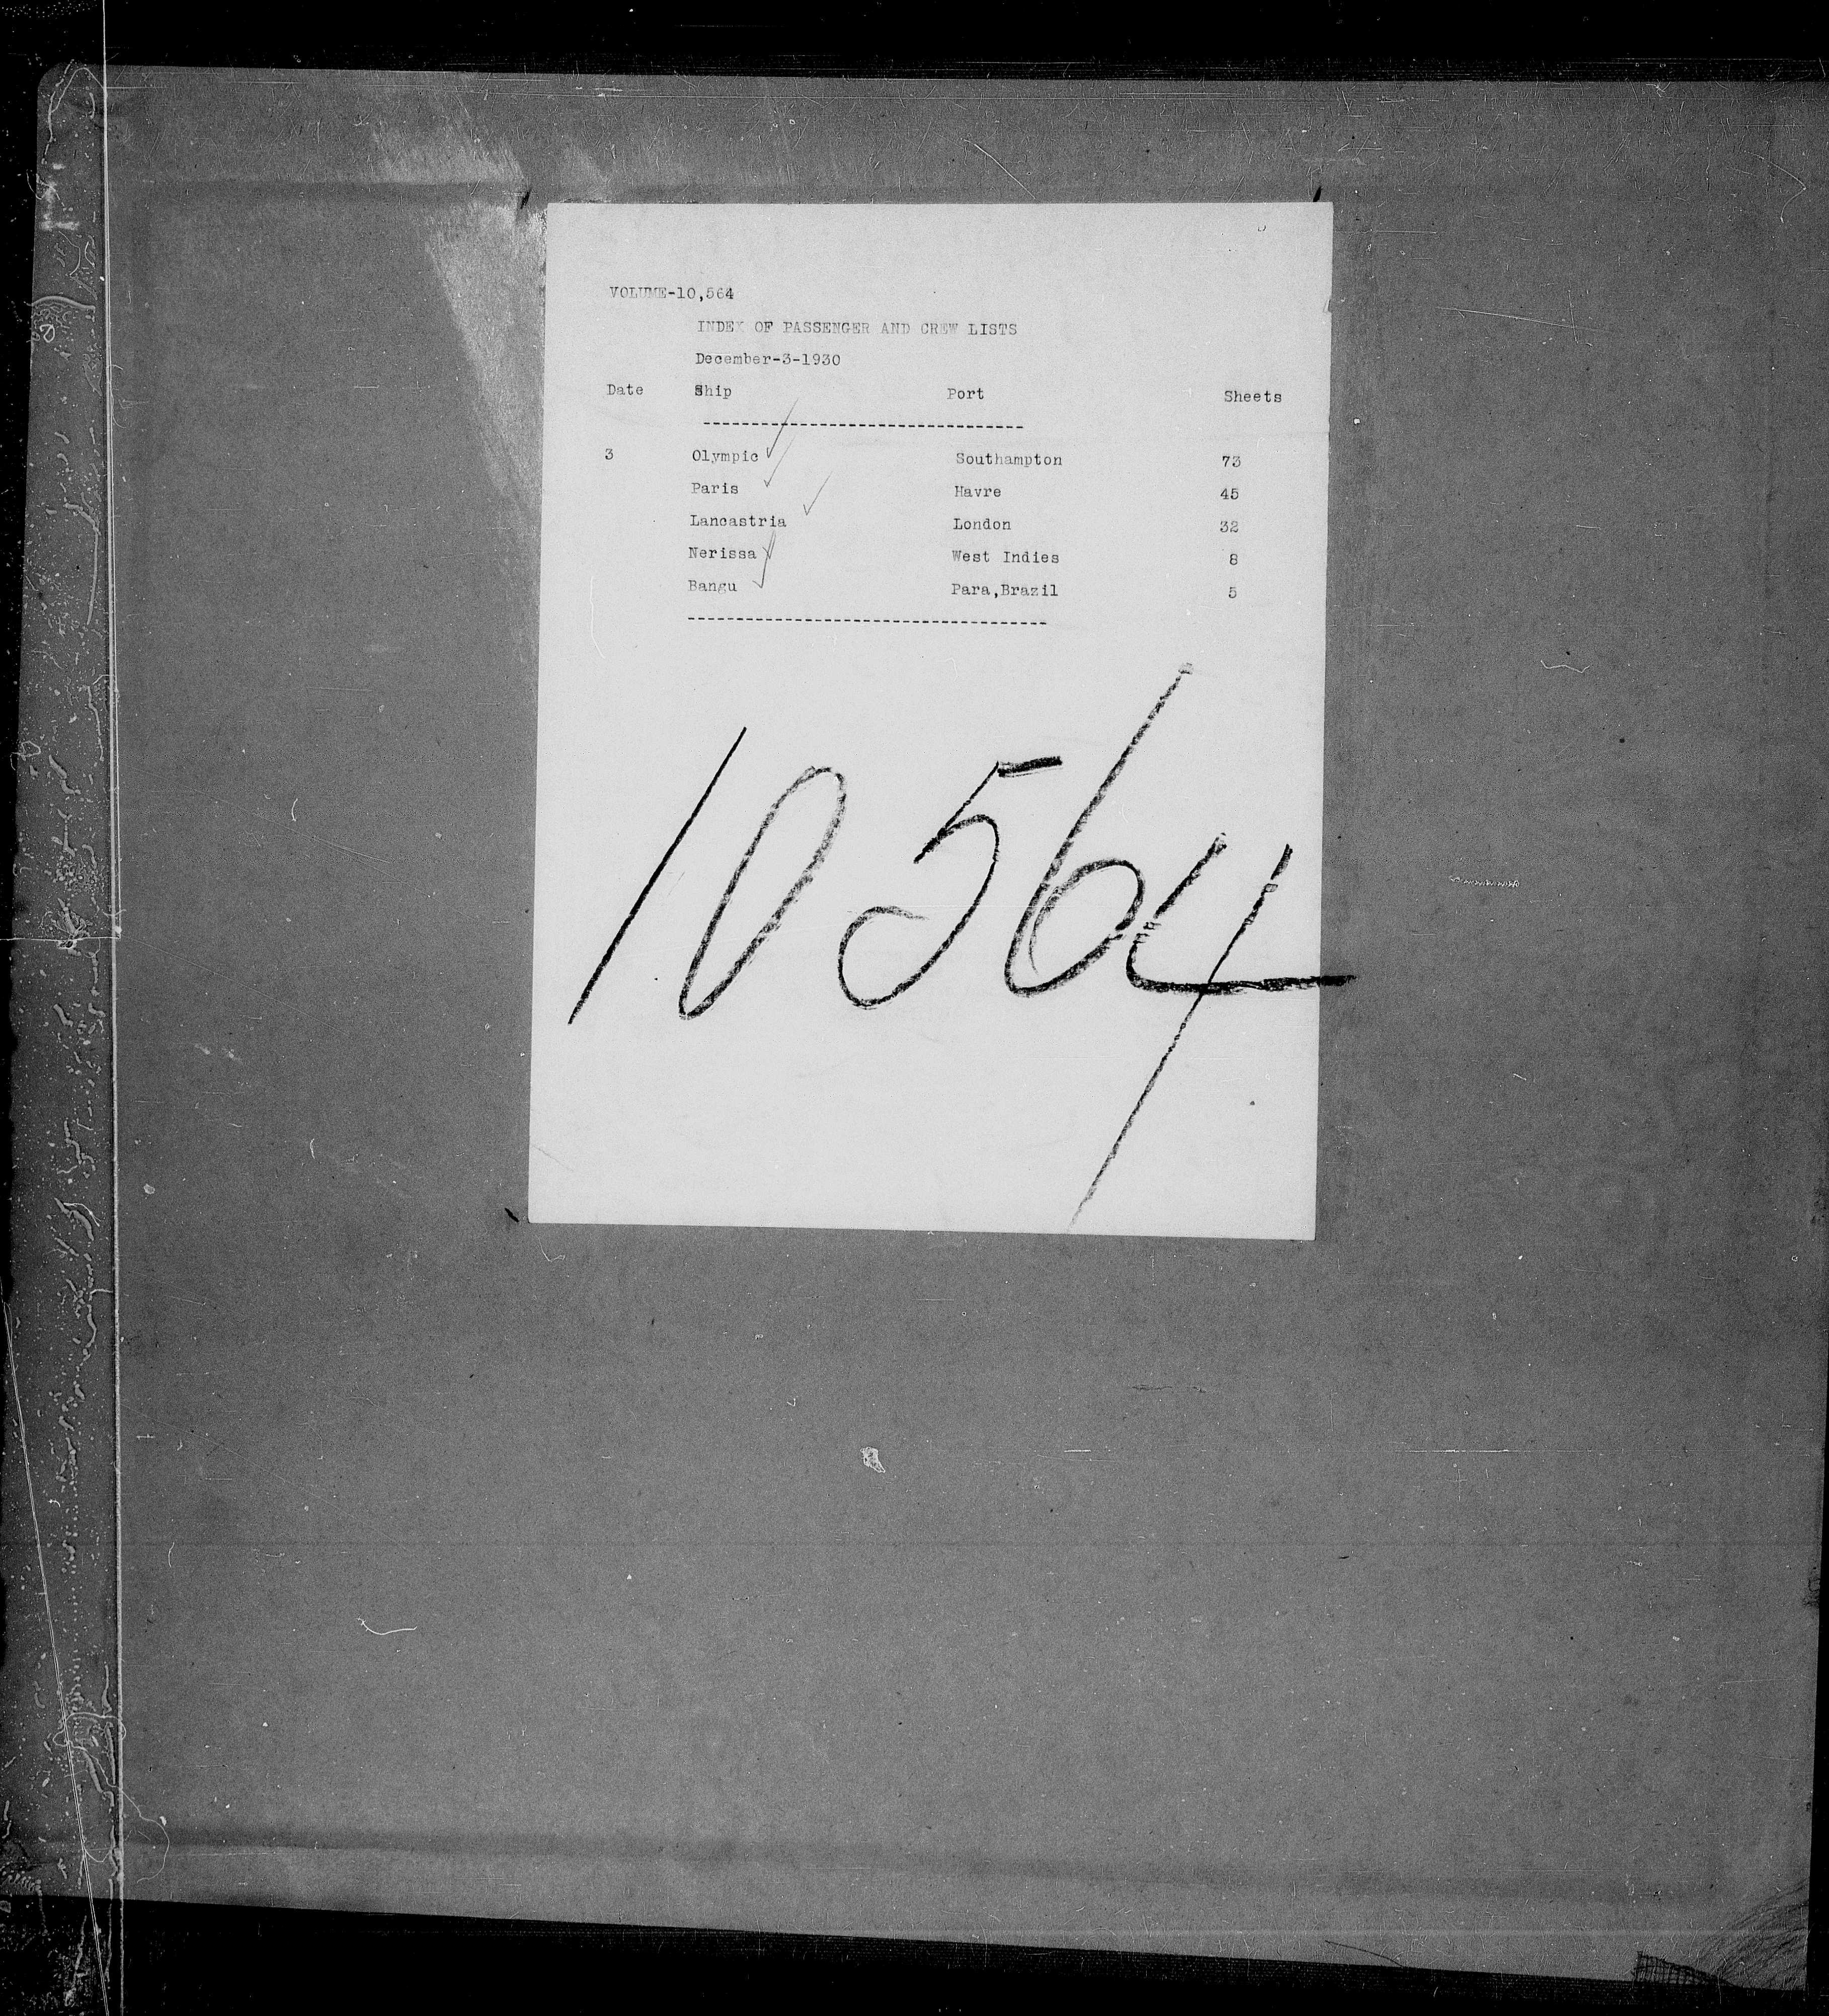 VOLUME-10,564
INDEX OF PASSENGER AND CREW LISTS
December-3-1930
Date Ship Port Sheets
--------------------------------
3 Olympic ✓ Southampton 73
Paris ✓ Havre 45
Lancastria ✓ London 32
Nerissa ✓ West Indies 8
Bangu ✓ Para,Brazil 5
------------------------------------
10564